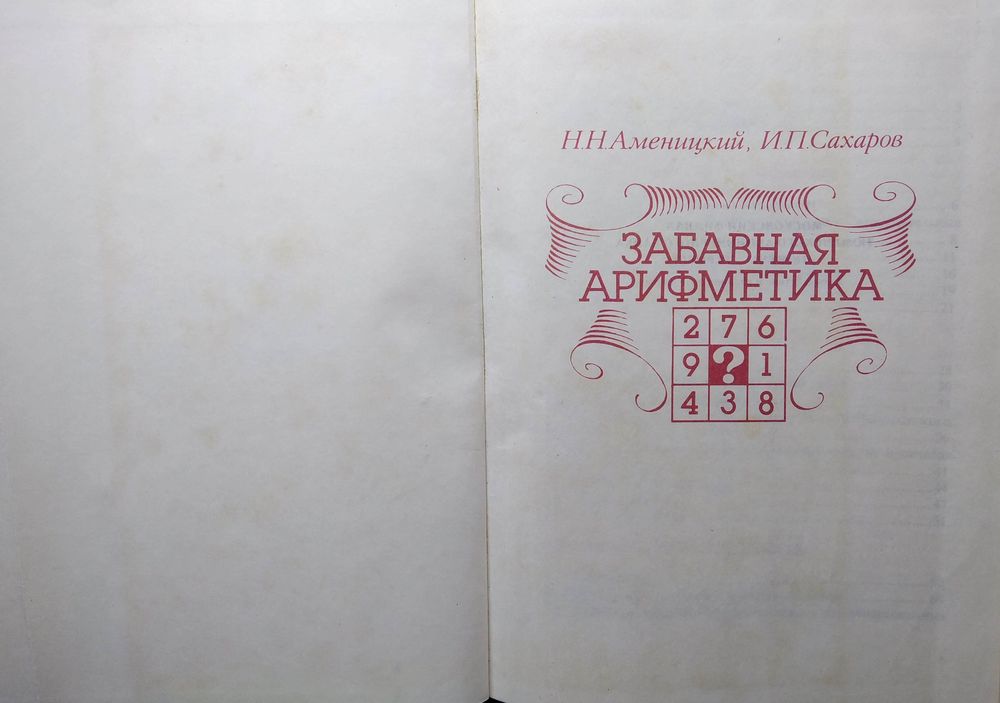 Н.Н.Аменицкий, И.П.Сахаров
ЗАБАВНАЯ
АРИФМЕТИКА
2 7 6
9 ? 1
4 3 8